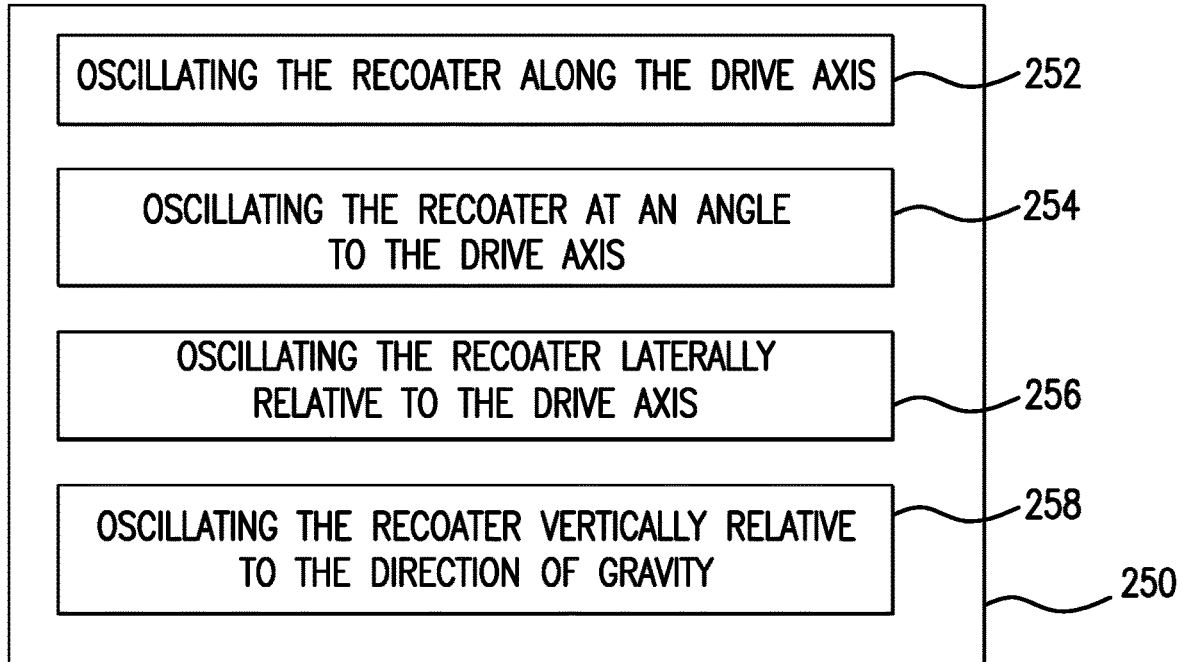 OSCILLATING THE RECOATER ALONG THE DRIVE AXIS
252
OSCILLATING THE RECOATER AT AN ANGLE
TO THE DRIVE AXIS
254
OSCILLATING THE RECOATER LATERALLY
RELATIVE TO THE DRIVE AXIS
256
OSCILLATING THE RECOATER VERTICALLY RELATIVE
TO THE DIRECTION OF GRAVITY
258
250